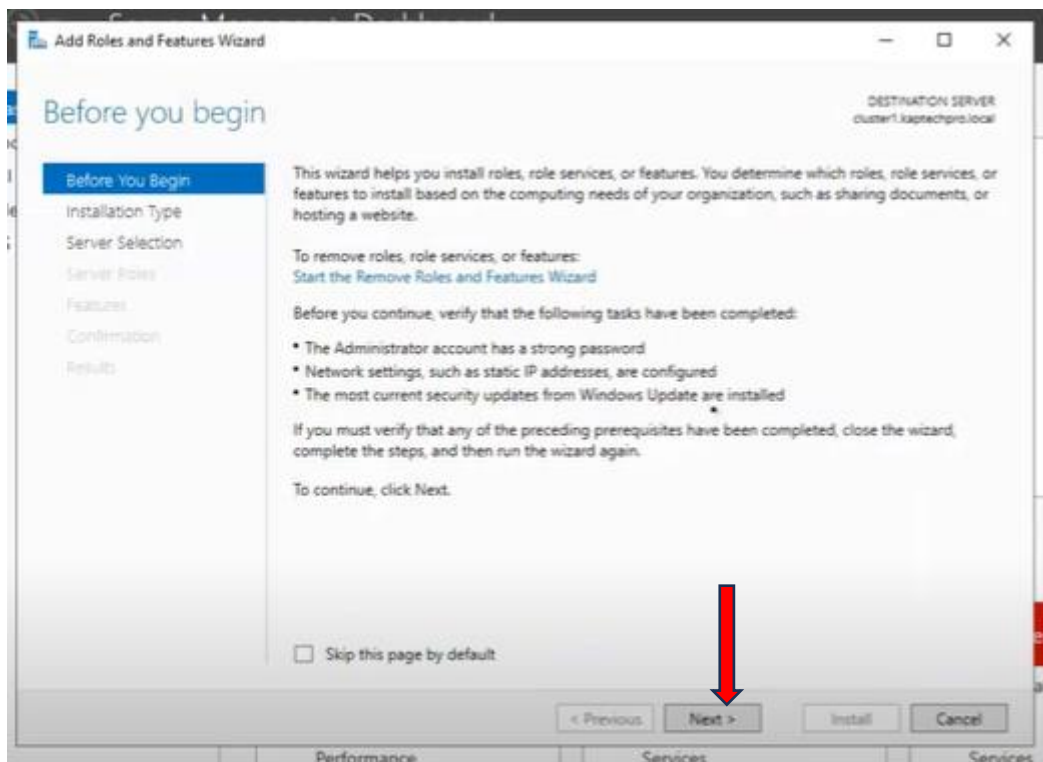 Add Roles and Features Wizard
Before you begin
DESTINATION SERVER
cluster1.kaptechpro.local
Before You Begin
Installation Type
Server Selection
Server Roles
Features
Confirmation
Results
This wizard helps you install roles, role services, or features. You determine which roles, role services, or
features to install based on the computing needs of your organization, such as sharing documents, or
hosting a website.
To remove roles, role services, or features:
Start the Remove Roles and Features Wizard
Before you continue, verify that the following tasks have been completed:
• The Administrator account has a strong password
• Network settings, such as static IP addresses, are configured
• The most current security updates from Windows Update are installed
If you must verify that any of the preceding prerequisites have been completed, close the wizard,
complete the steps, and then run the wizard again.
To continue, click Next.
Skip this page by default
< Previous Next > Install Cancel
Performance Services Services